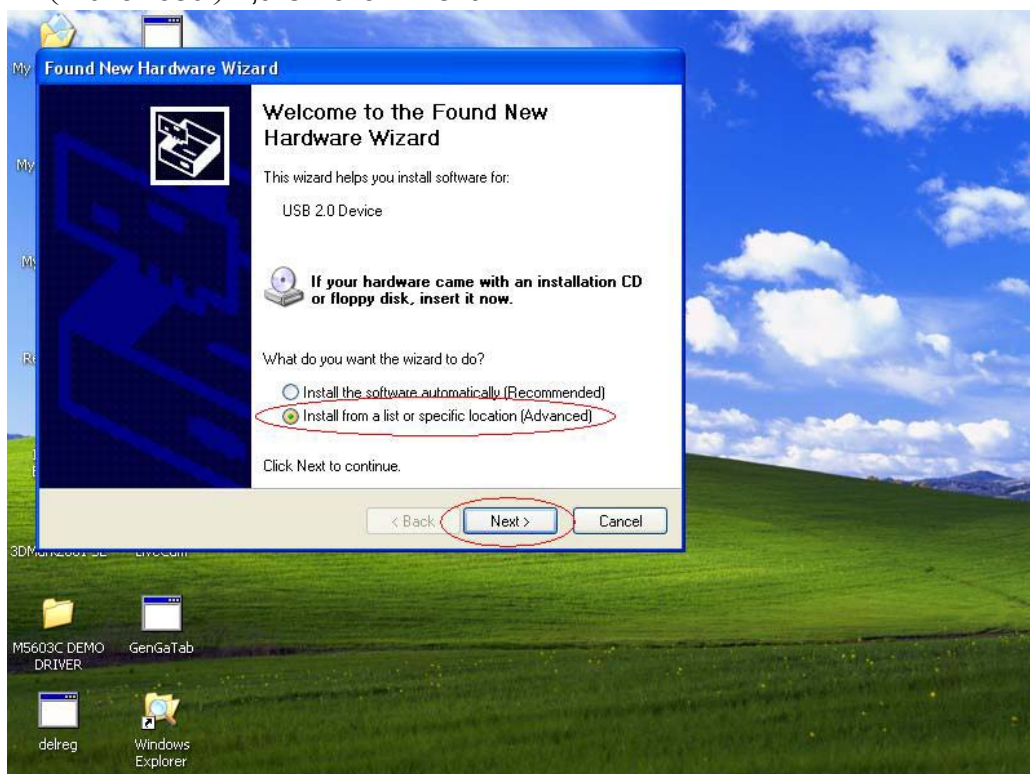 My
Found New Hardware Wizard
Welcome to the Found New
Hardware Wizard
My
This wizard helps you install software for:
USB 2.0 Device
My
If your hardware came with an installation CD
or floppy disk, insert it now.
What do you want the wizard to do?
Install the software automatically (Recommended)
Install from a list or specific location (Advanced)
Click Next to continue.
< Back
Next >
Cancel
M5603C DEMO
DRIVER
GenGaTab
delreg
Windows
Explorer